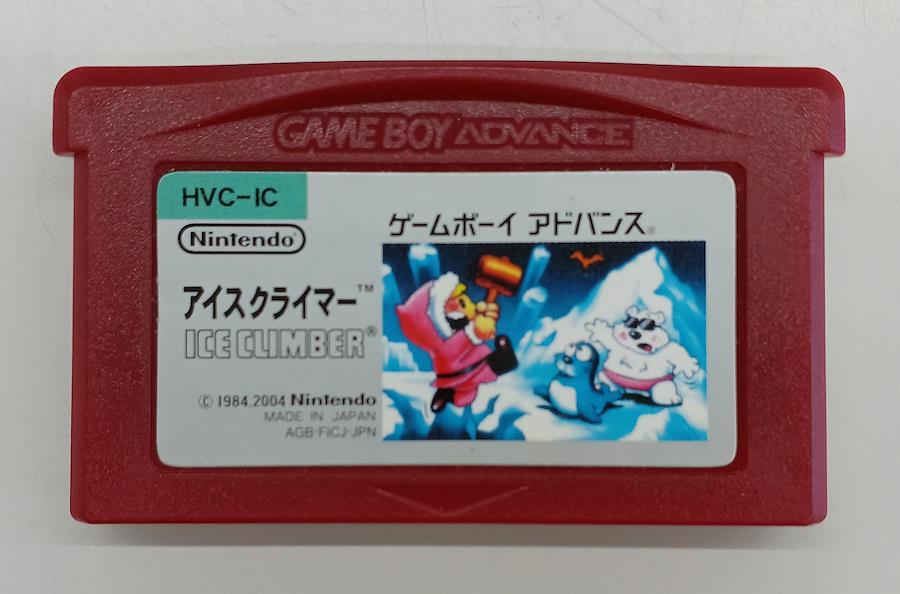 GAME BOY ADVANCE
HVC-IC
Nintendo®
ゲームボーイ アドバンス®
アイスクライマー™
ICE CLIMBER®
© 1984,2004 Nintendo
MADE IN JAPAN
AGB-FICJ-JPN